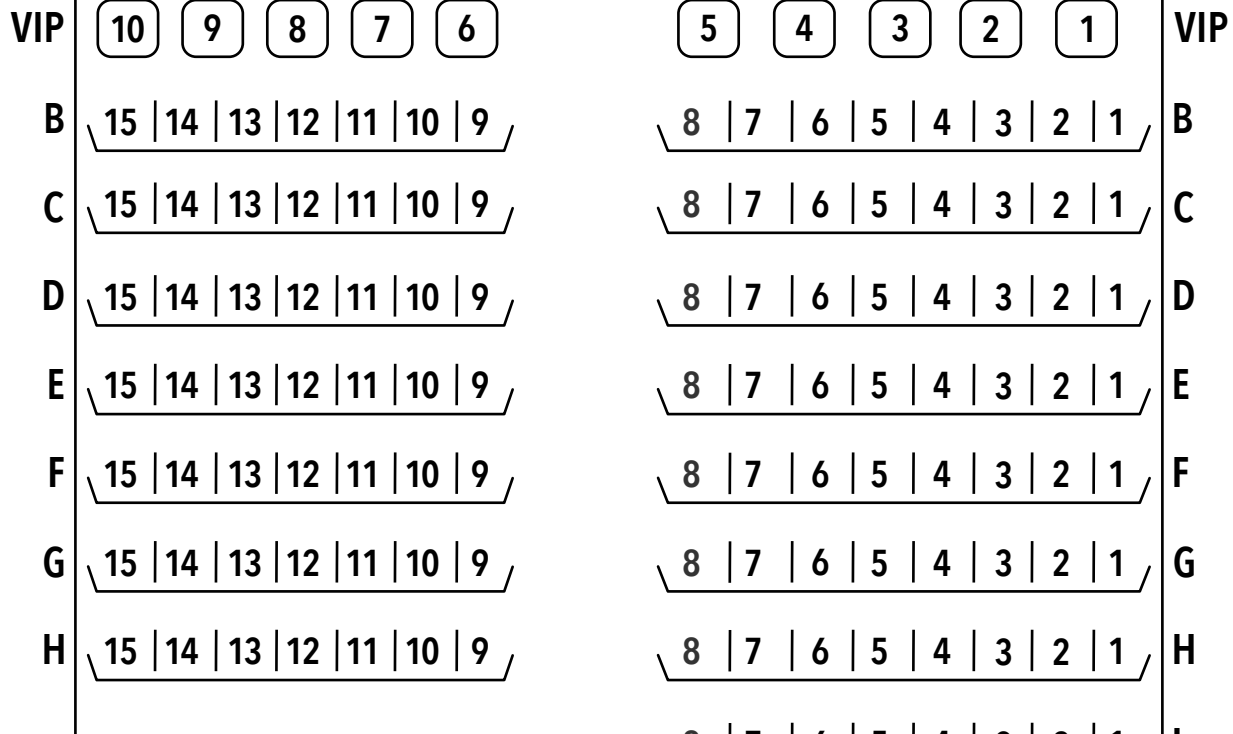 VIP 10 9 8 7 6 5 4 3 2 1 VIP
B 15 14 13 12 11 10 9 8 7 6 5 4 3 2 1 B
C 15 14 13 12 11 10 9 8 7 6 5 4 3 2 1 C
D 15 14 13 12 11 10 9 8 7 6 5 4 3 2 1 D
E 15 14 13 12 11 10 9 8 7 6 5 4 3 2 1 E
F 15 14 13 12 11 10 9 8 7 6 5 4 3 2 1 F
G 15 14 13 12 11 10 9 8 7 6 5 4 3 2 1 G
H 15 14 13 12 11 10 9 8 7 6 5 4 3 2 1 H